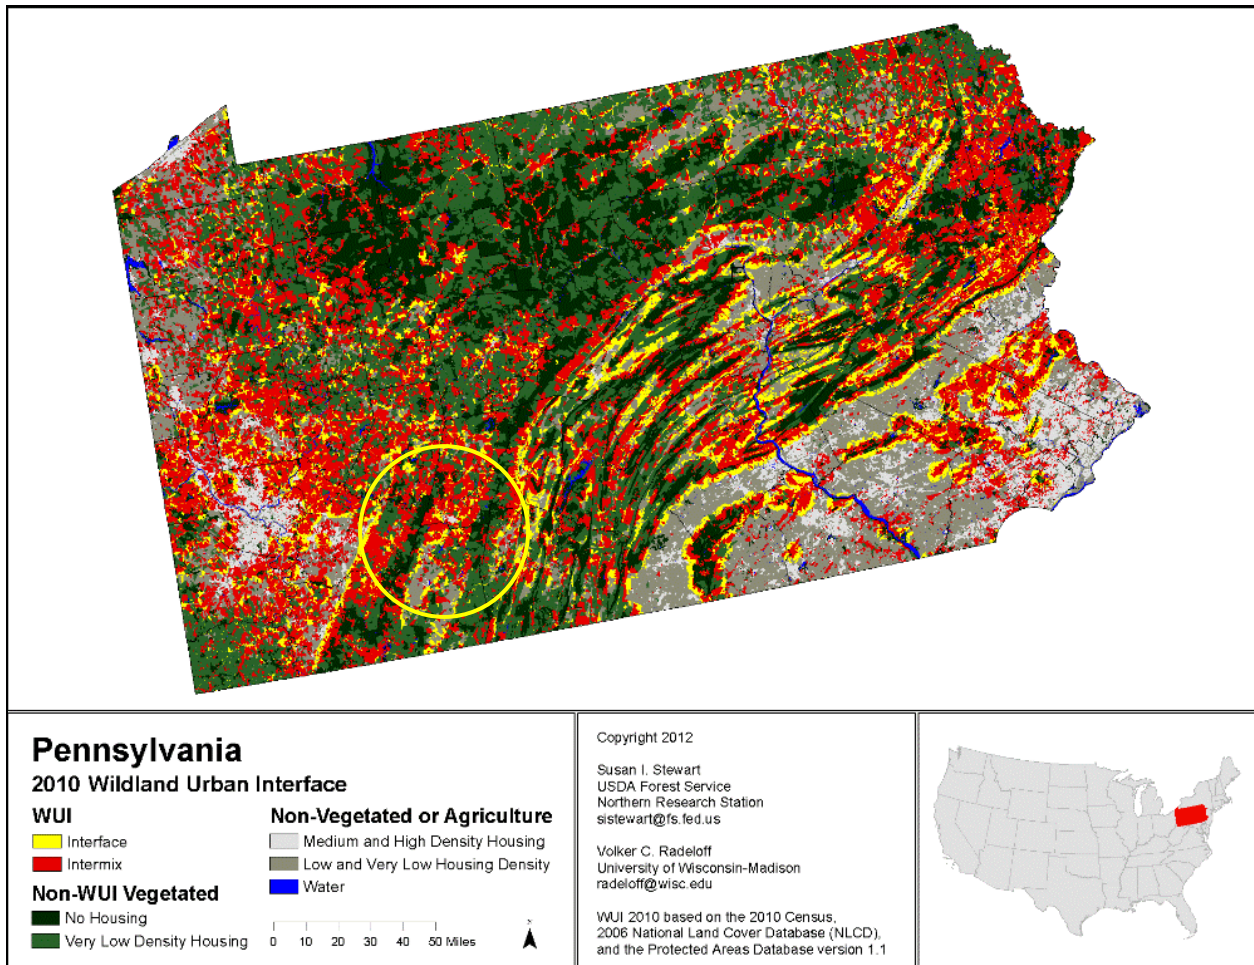 Pennsylvania
2010 Wildland Urban Interface
WUI
Interface
Intermix
Non-WUI Vegetated
No Housing
Very Low Density Housing
Non-Vegetated or Agriculture
Medium and High Density Housing
Low and Very Low Housing Density
Water
0 10 20 30 40 50 Miles
N
Copyright 2012
Susan I. Stewart
USDA Forest Service
Northern Research Station
sistewart@fs.fed.us
Volker C. Radeloff
University of Wisconsin-Madison
radeloff@wisc.edu
WUI 2010 based on the 2010 Census,
2006 National Land Cover Database (NLCD),
and the Protected Areas Database version 1.1